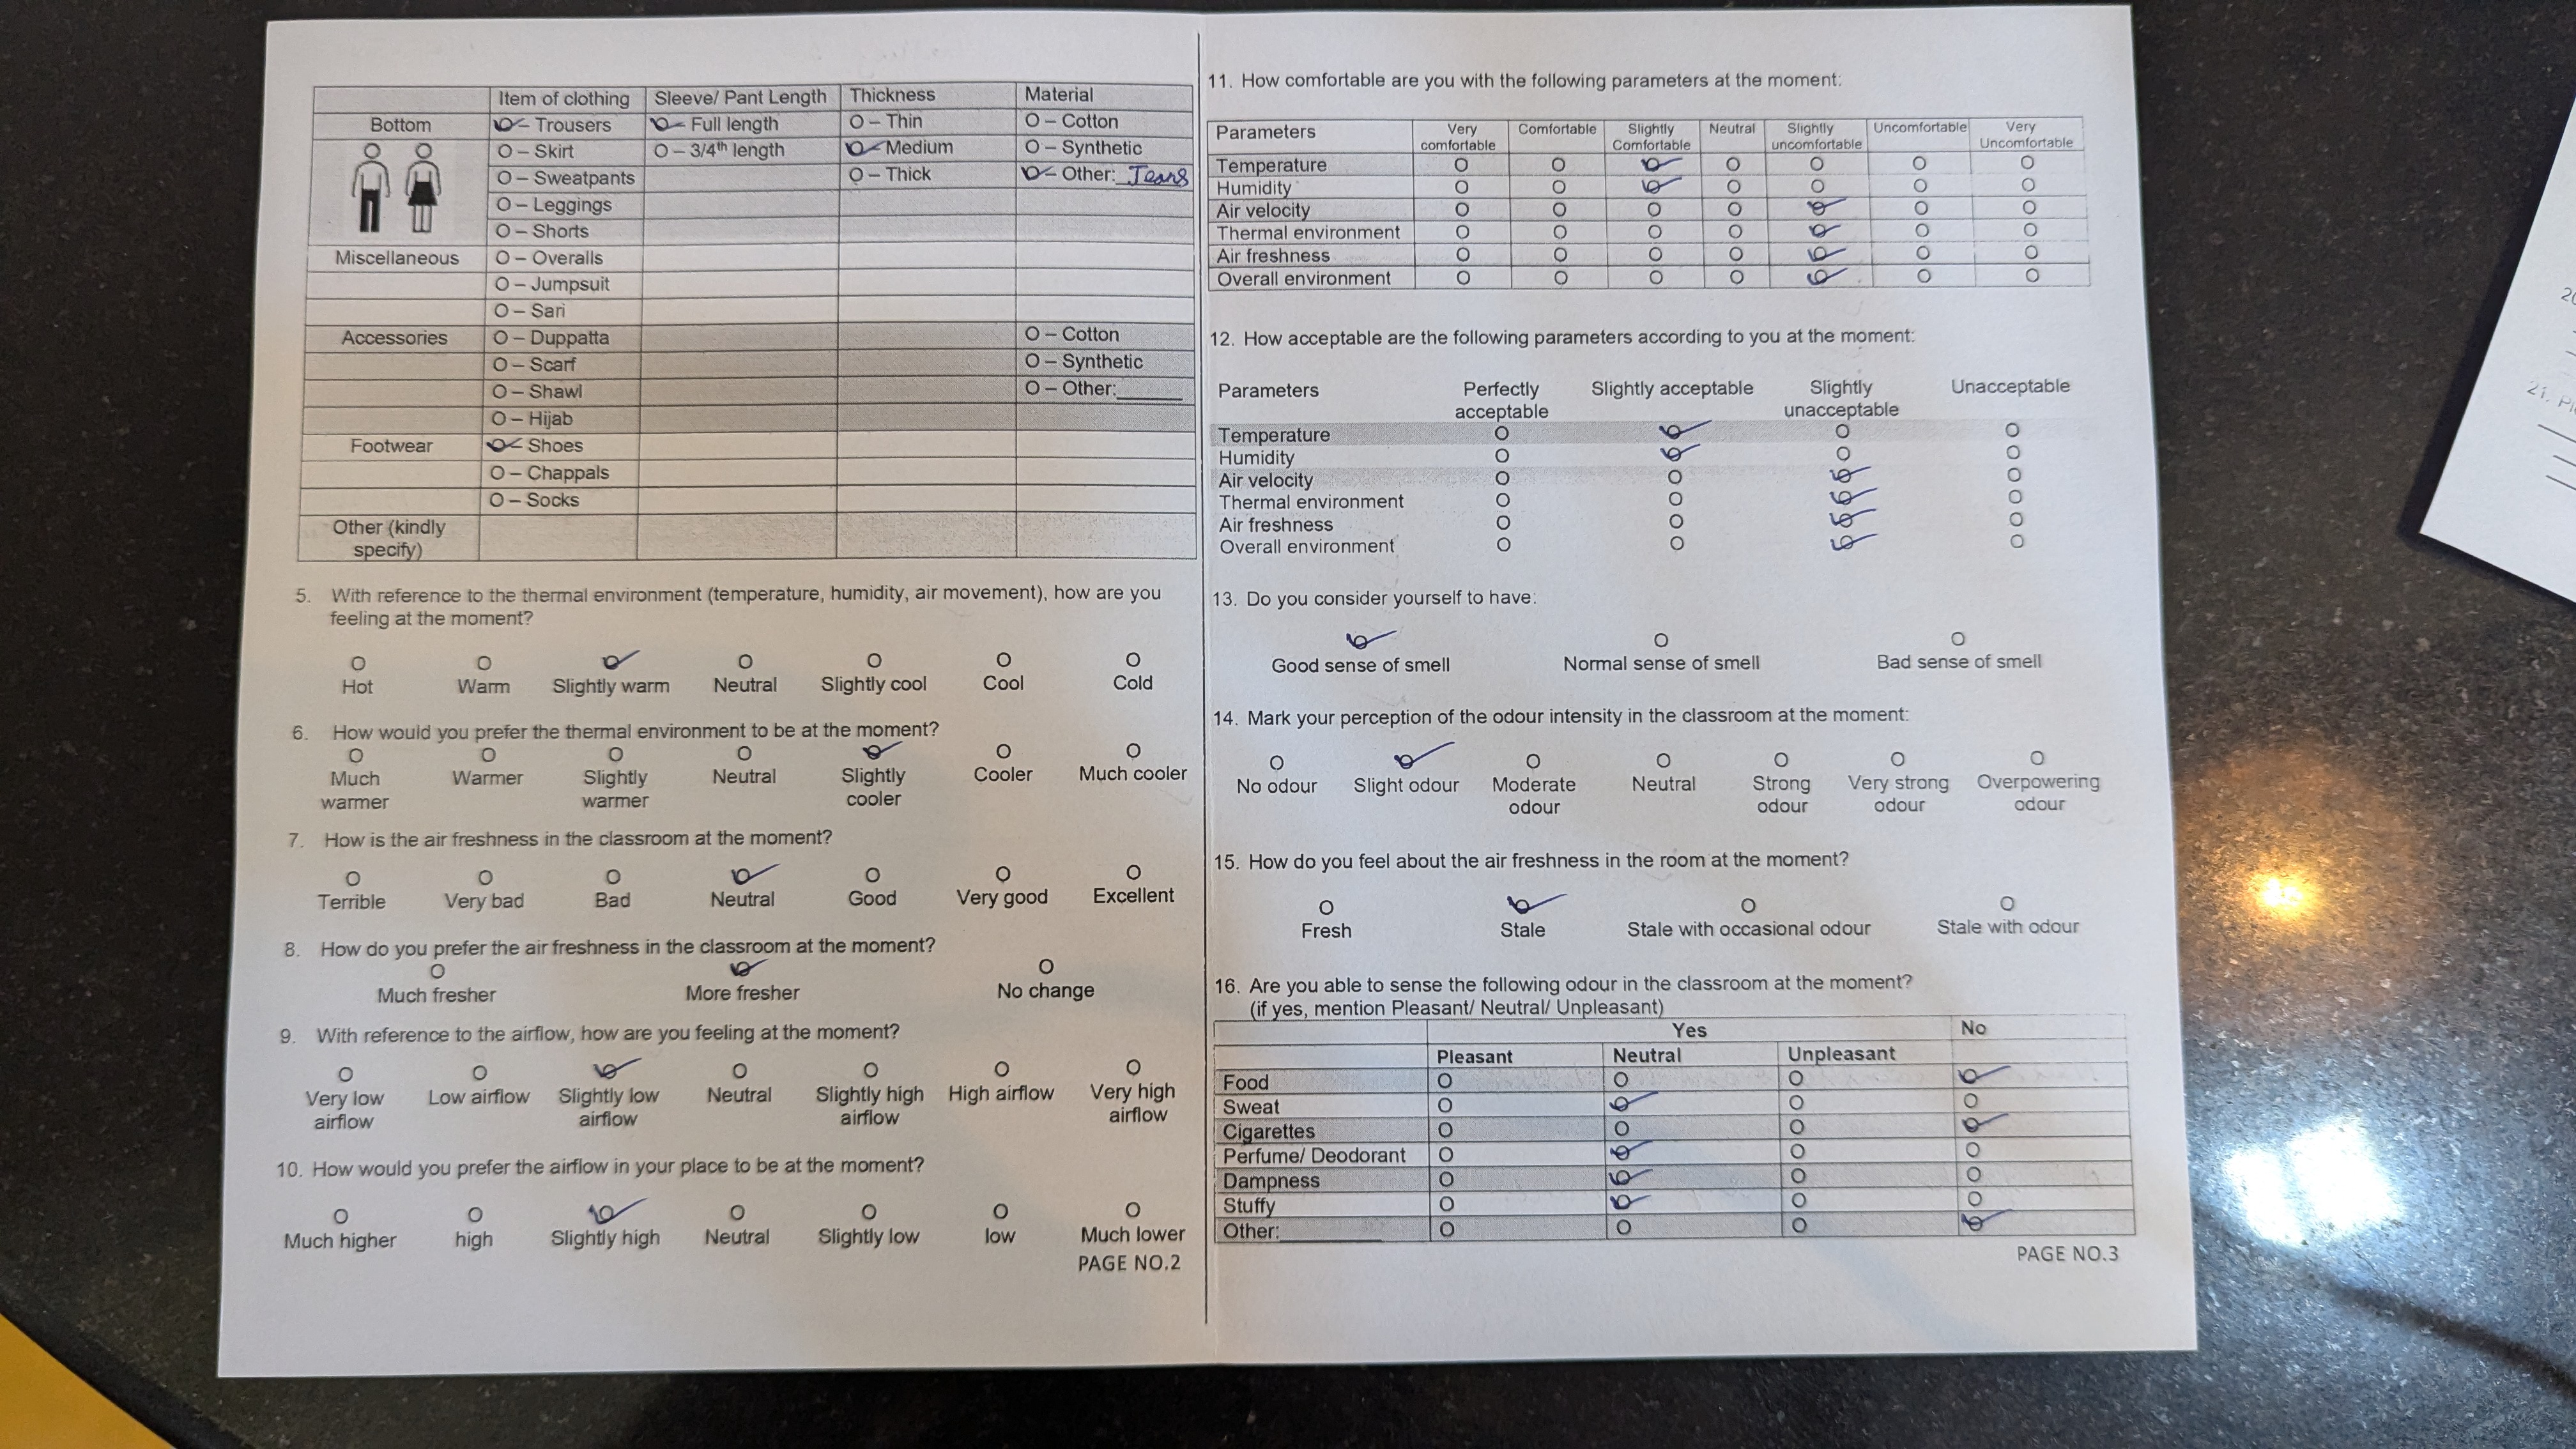 Item of clothing Sleeve/ Pant Length Thickness Material
Bottom O – Trousers O – Full length O – Thin O – Cotton
O – Skirt O – 3/4th length O – Medium O – Synthetic
O – Sweatpants O – Thick O – Other: Jeans
O – Leggings
O – Shorts
Miscellaneous O – Overalls
O – Jumpsuit
O – Sari
Accessories O – Duppatta O – Cotton
O – Scarf O – Synthetic
O – Shawl O – Other:______
O – Hijab
Footwear O – Shoes
O – Chappals
O – Socks
Other (kindly
specify)
5. With reference to the thermal environment (temperature, humidity, air movement), how are you
feeling at the moment?
O O O O O O O
Hot Warm Slightly warm Neutral Slightly cool Cool Cold
6. How would you prefer the thermal environment to be at the moment?
O O O O O O O
Much Warmer Slightly Neutral Slightly Cooler Much cooler
warmer warmer cooler
7. How is the air freshness in the classroom at the moment?
O O O O O O O
Terrible Very bad Bad Neutral Good Very good Excellent
8. How do you prefer the air freshness in the classroom at the moment?
O O O
Much fresher More fresher No change
9. With reference to the airflow, how are you feeling at the moment?
O O O O O O O
Very low Low airflow Slightly low Neutral Slightly high High airflow Very high
airflow airflow airflow airflow
10. How would you prefer the airflow in your place to be at the moment?
O O O O O O O
Much higher high Slightly high Neutral Slightly low low Much lower
PAGE NO.2
11. How comfortable are you with the following parameters at the moment:
Parameters Very Comfortable Slightly Neutral Slightly Uncomfortable Very
comfortable Comfortable uncomfortable Uncomfortable
Temperature O O O O O O O
Humidity O O O O O O O
Air velocity O O O O O O O
Thermal environment O O O O O O O
Air freshness O O O O O O O
Overall environment O O O O O O O
12. How acceptable are the following parameters according to you at the moment:
Parameters Perfectly Slightly acceptable Slightly Unacceptable
acceptable unacceptable
Temperature O O O O
Humidity O O O O
Air velocity O O O O
Thermal environment O O O O
Air freshness O O O O
Overall environment O O O O
13. Do you consider yourself to have:
O O O
Good sense of smell Normal sense of smell Bad sense of smell
14. Mark your perception of the odour intensity in the classroom at the moment:
O O O O O O O
No odour Slight odour Moderate Neutral Strong Very strong Overpowering
odour odour odour odour
15. How do you feel about the air freshness in the room at the moment?
O O O O
Fresh Stale Stale with occasional odour Stale with odour
16. Are you able to sense the following odour in the classroom at the moment?
(if yes, mention Pleasant/ Neutral/ Unpleasant)
Yes No
Pleasant Neutral Unpleasant
Food O O O O
Sweat O O O O
Cigarettes O O O O
Perfume/ Deodorant O O O O
Dampness O O O O
Stuffy O O O O
Other:__________ O O O O
PAGE NO.3
21.